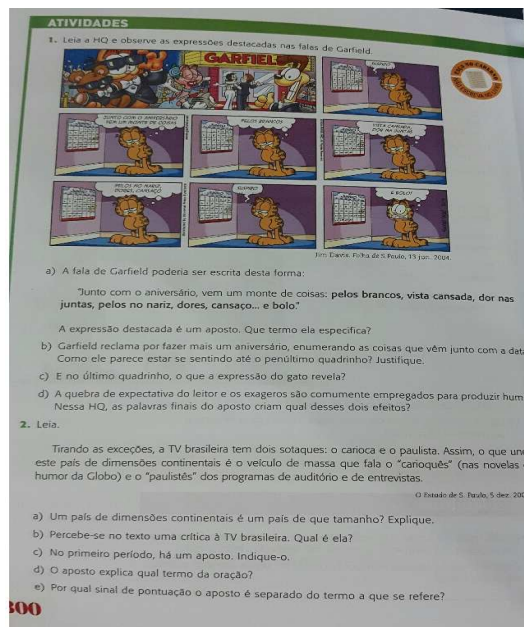 ATIVIDADES
1. Leia a HQ e observe as expressões destacadas nas falas de Garfield.
GARFIELD
SUSPIRO
JUNTO COM O ANIVERSÁRIO
VEM UM MONTE DE COISAS
PELOS BRANCOS
VISTA CANSADA,
DOR NAS JUNTAS
PELOS NO NARIZ,
DORES, CANSAÇO
SUSPIRO
E BOLO!
Jim Davis. Folha de S.Paulo, 13 jun. 2004.
a) A fala de Garfield poderia ser escrita desta forma:
"Junto com o aniversário, vem um monte de coisas: pelos brancos, vista cansada, dor nas
juntas, pelos no nariz, dores, cansaço... e bolo."
A expressão destacada é um aposto. Que termo ela especifica?
b) Garfield reclama por fazer mais um aniversário, enumerando as coisas que vêm junto com a data
Como ele parece estar se sentindo até o penúltimo quadrinho? Justifique.
c) E no último quadrinho, o que a expressão do gato revela?
d) A quebra de expectativa do leitor e os exageros são comumente empregados para produzir hum
Nessa HQ, as palavras finais do aposto criam qual desses dois efeitos?
2. Leia.
Tirando as exceções, a TV brasileira tem dois sotaques: o carioca e o paulista. Assim, o que une
este país de dimensões continentais é o veículo de massa que fala o "carioquês" (nas novelas
humor da Globo) e o "paulistês" dos programas de auditório e de entrevistas.
O Estado de S. Paulo, 5 dez. 200
a) Um país de dimensões continentais é um país de que tamanho? Explique.
b) Percebe-se no texto uma crítica à TV brasileira. Qual é ela?
c) No primeiro período, há um aposto. Indique-o.
d) O aposto explica qual termo da oração?
e) Por qual sinal de pontuação o aposto é separado do termo a que se refere?
300